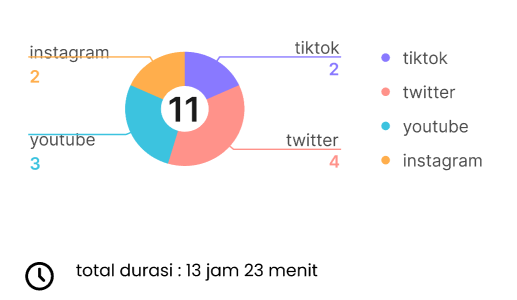 instagram
2
tiktok
2
11
youtube
3
twitter
4
tiktok
twitter
youtube
instagram
total durasi : 13 jam 23 menit